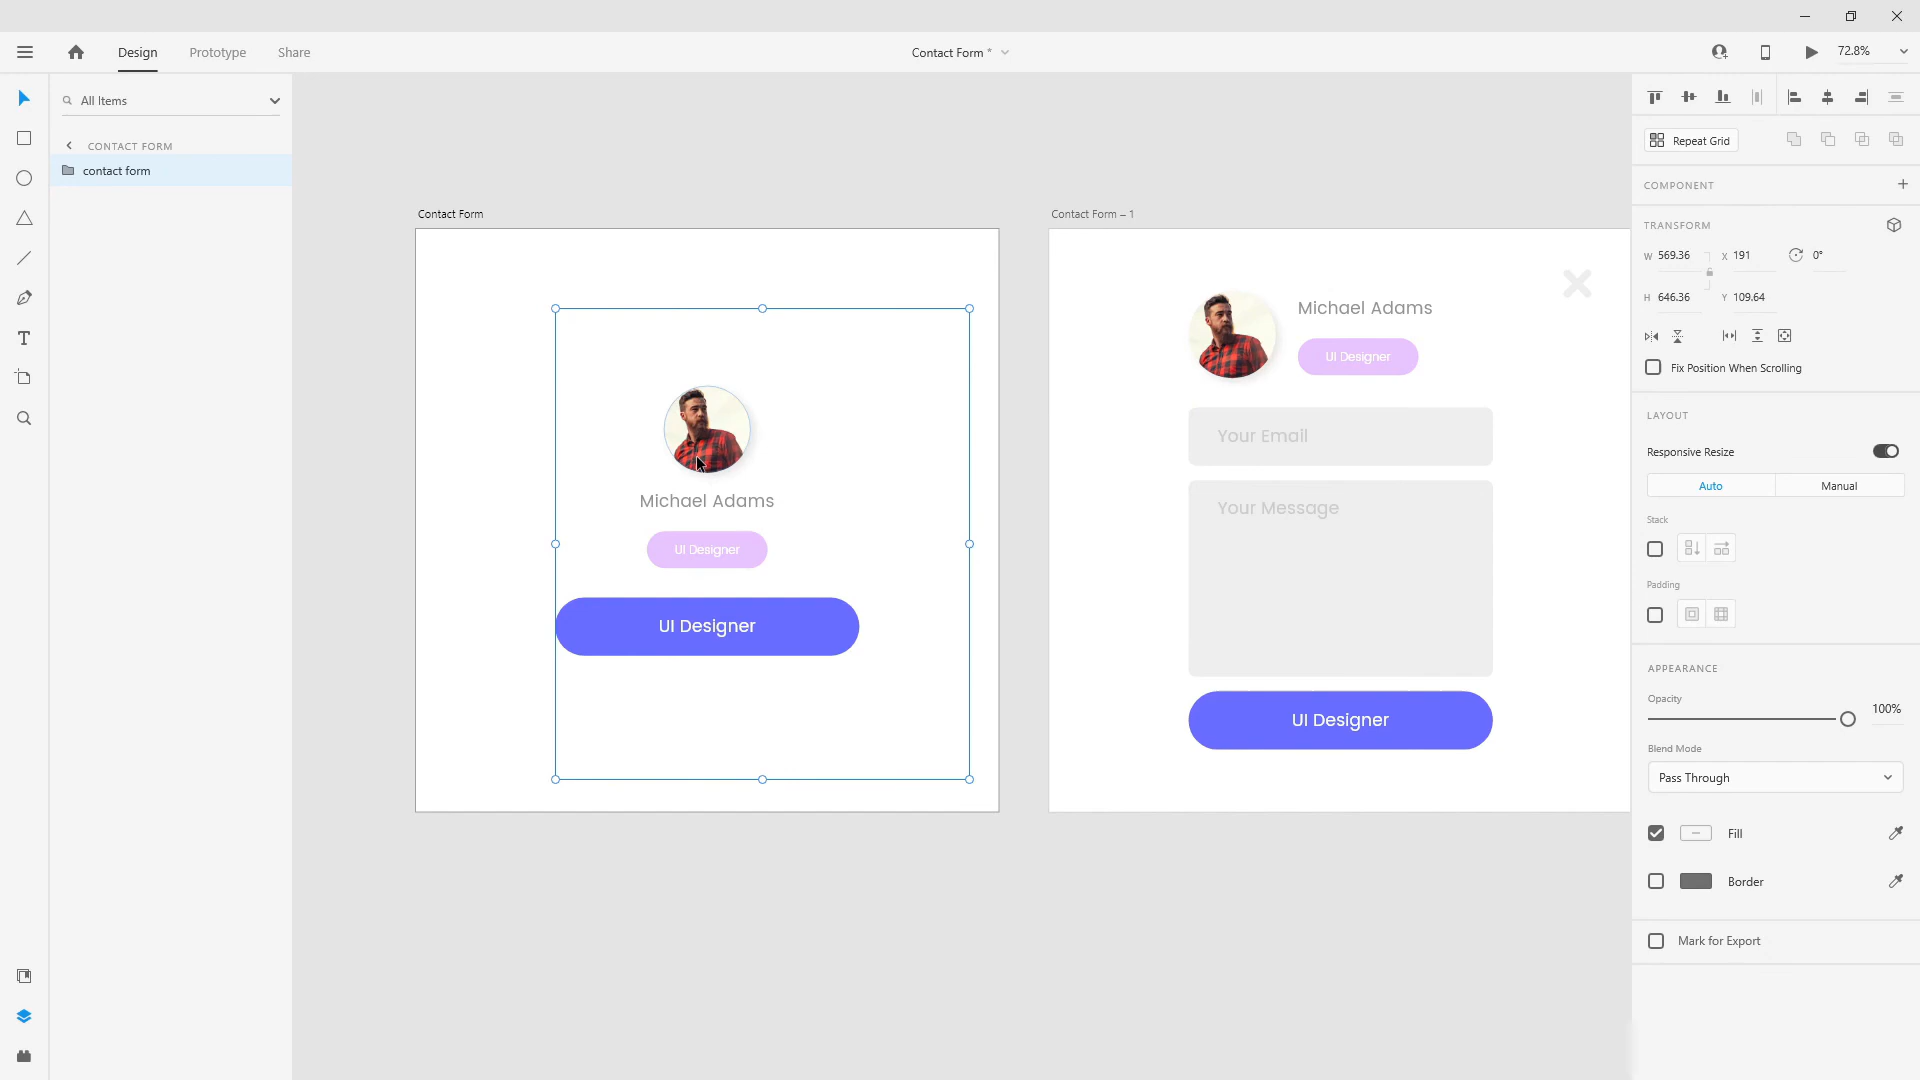 Design Prototype Share
Contact Form *
72.8%
All Items
CONTACT FORM
contact form
Contact Form
Michael Adams
UI Designer
UI Designer
Contact Form – 1
Michael Adams
UI Designer
Your Email
Your Message
UI Designer
Repeat Grid
COMPONENT
TRANSFORM
W 569.36 X 191 0°
H 646.36 Y 109.64
Fix Position When Scrolling
LAYOUT
Responsive Resize
Auto Manual
Stack
Padding
APPEARANCE
Opacity
100%
Blend Mode
Pass Through
Fill
Border
Mark for Export